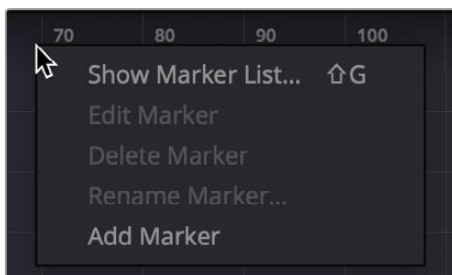 70 80 90 100
Show Marker List... ⇧G
Edit Marker
Delete Marker
Rename Marker...
Add Marker